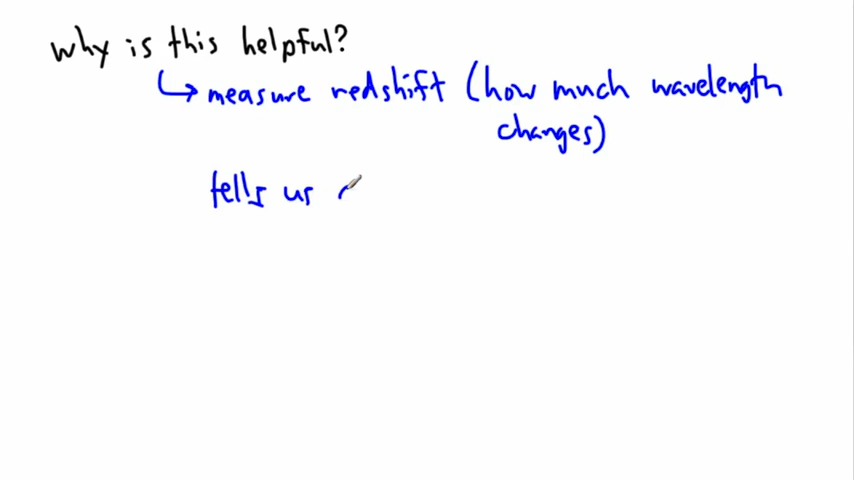 why is this helpful?
↳ measure redshift (how much wavelength
changes)
tells us